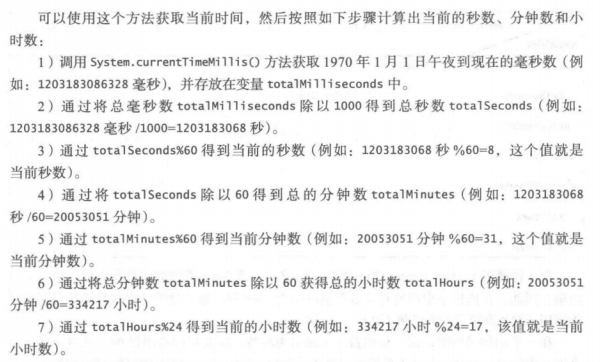 可以使用这个方法获取当前时间，然后按照如下步骤计算出当前的秒数、分钟数和小
时数：
1）调用 System.currentTimeMillis() 方法获取 1970 年 1 月 1 日午夜到现在的毫秒数（例
如：1203183086328 毫秒），并存放在变量 totalMilliseconds 中。
2）通过将总毫秒数 totalMilliseconds 除以 1000 得到总秒数 totalSeconds（例如：
1203183086328 毫秒 /1000=1203183068 秒）。
3）通过 totalSeconds%60 得到当前的秒数（例如：1203183068 秒 %60=8，这个值就是
当前秒数）。
4）通过将 totalSeconds 除以 60 得到总的分钟数 totalMinutes（例如：1203183068
秒 /60=20053051 分钟）。
5）通过 totalMinutes%60 得到当前分钟数（例如：20053051 分钟 %60=31，这个值就是
当前分钟数）。
6）通过将总分钟数 totalMinutes 除以 60 获得总的小时数 totalHours（例如：20053051
分钟 /60=334217 小时）。
7）通过 totalHours%24 得到当前的小时数（例如：334217 小时 %24=17，该值就是当前
小时数）。